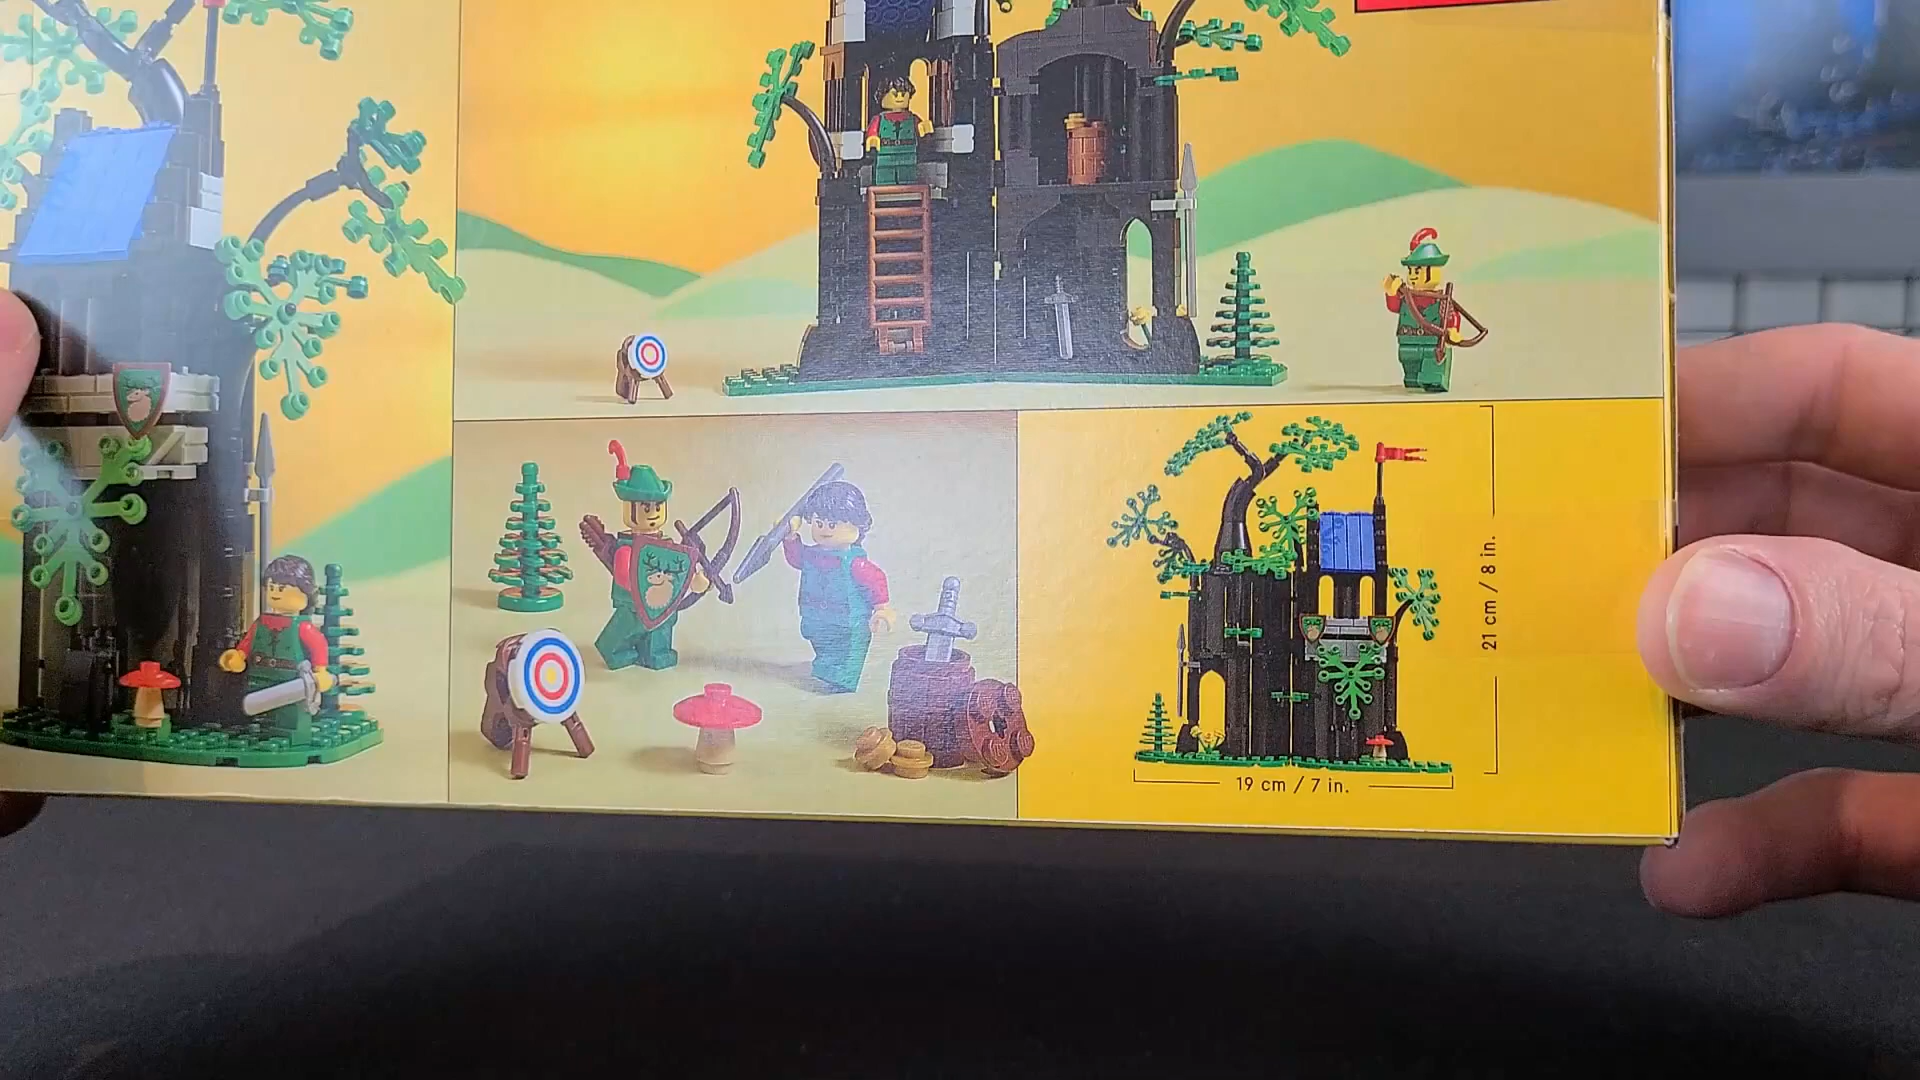 21 cm / 8 in.
19 cm / 7 in.